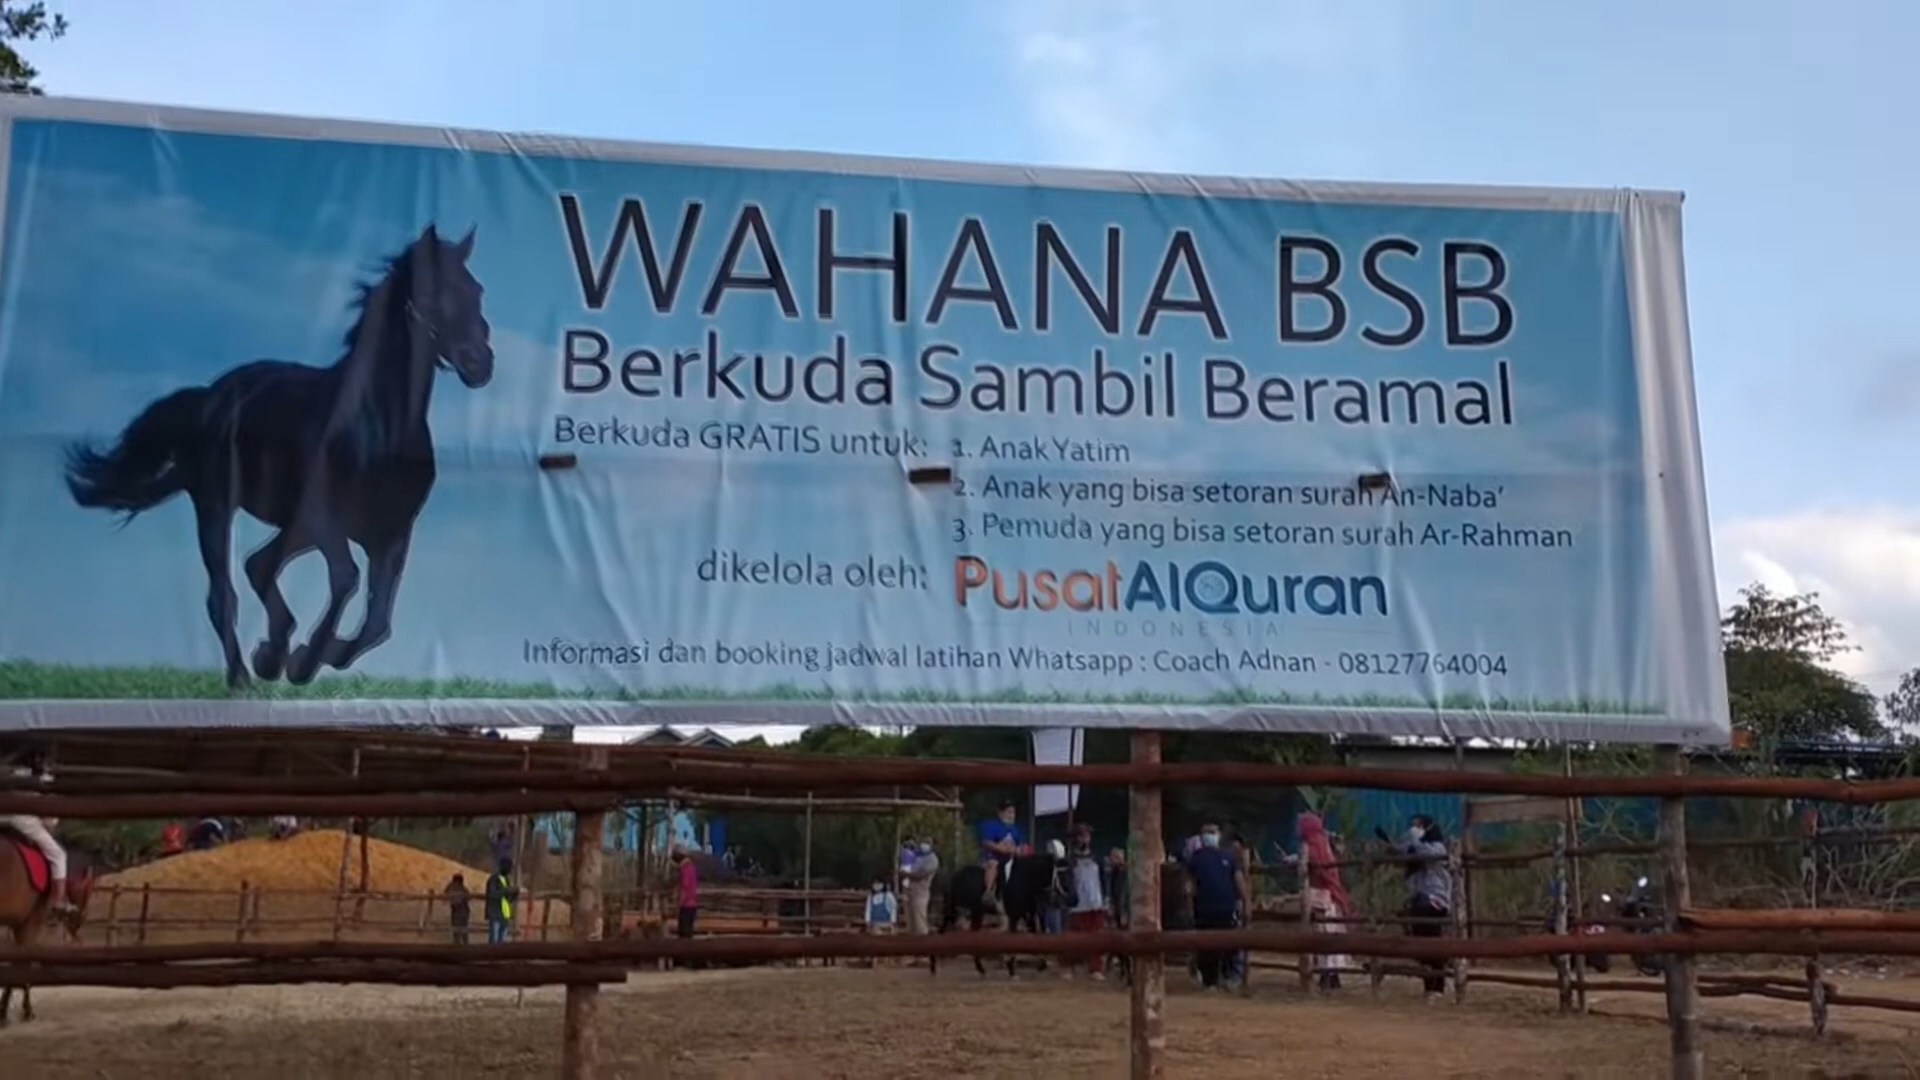 WAHANA BSB
Berkuda Sambil Beramal
Berkuda GRATIS untuk: 1. Anak Yatim
2. Anak yang bisa setoran surah An-Naba'
3. Pemuda yang bisa setoran surah Ar-Rahman
dikelola oleh: PusatAlQuran
INDONESIA
Informasi dan booking jadwal latihan Whatsapp : Coach Adnan - 08127764004